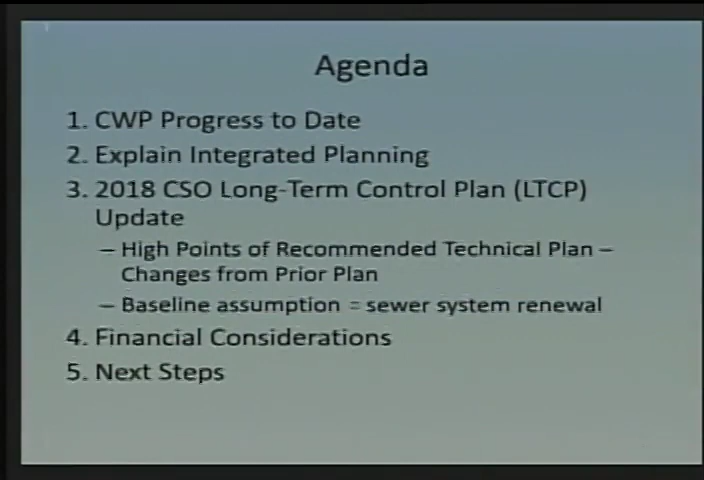 Agenda
1. CWP Progress to Date
2. Explain Integrated Planning
3. 2018 CSO Long-Term Control Plan (LTCP)
Update
– High Points of Recommended Technical Plan –
Changes from Prior Plan
– Baseline assumption = sewer system renewal
4. Financial Considerations
5. Next Steps